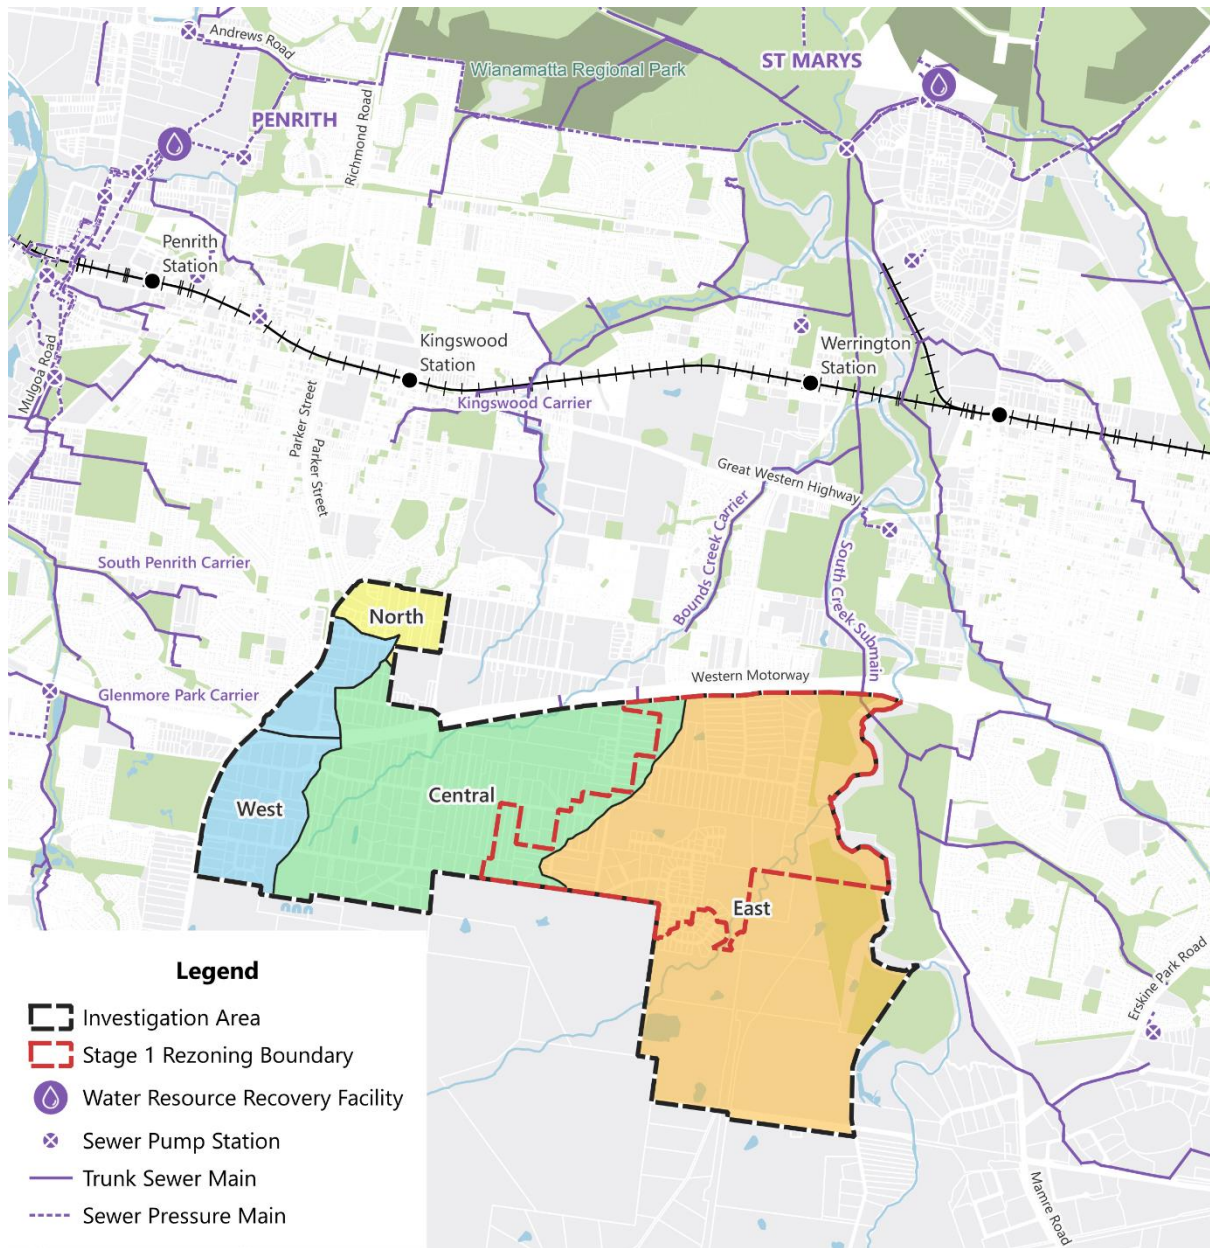 Andrews Road
ST MARYS
Wianamatta Regional Park
PENRITH
Richmond Road
Penrith
Station
Kingswood
Station
Werrington
Station
Mulgoa Road
Kingswood Carrier
Parker Street
Parker Street
Great Western Highway
Bounds Creek Carrier
South Creek Submain
South Penrith Carrier
North
Western Motorway
Glenmore Park Carrier
West
Central
East
Erskine Park Road
Mamre Road
Legend
Investigation Area
Stage 1 Rezoning Boundary
Water Resource Recovery Facility
Sewer Pump Station
Trunk Sewer Main
Sewer Pressure Main